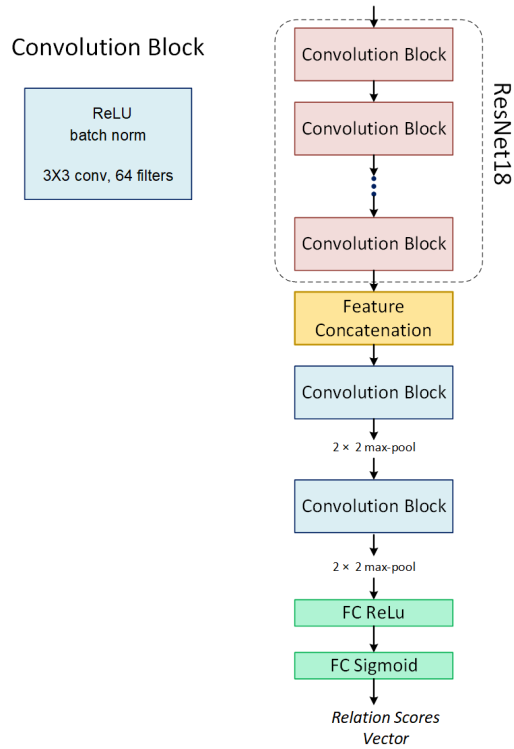 Convolution Block
ReLU
batch norm
3X3 conv, 64 filters
Convolution Block
Convolution Block
Convolution Block
ResNet18
Feature
Concatenation
Convolution Block
2 × 2 max-pool
Convolution Block
2 × 2 max-pool
FC ReLu
FC Sigmoid
Relation Scores
Vector